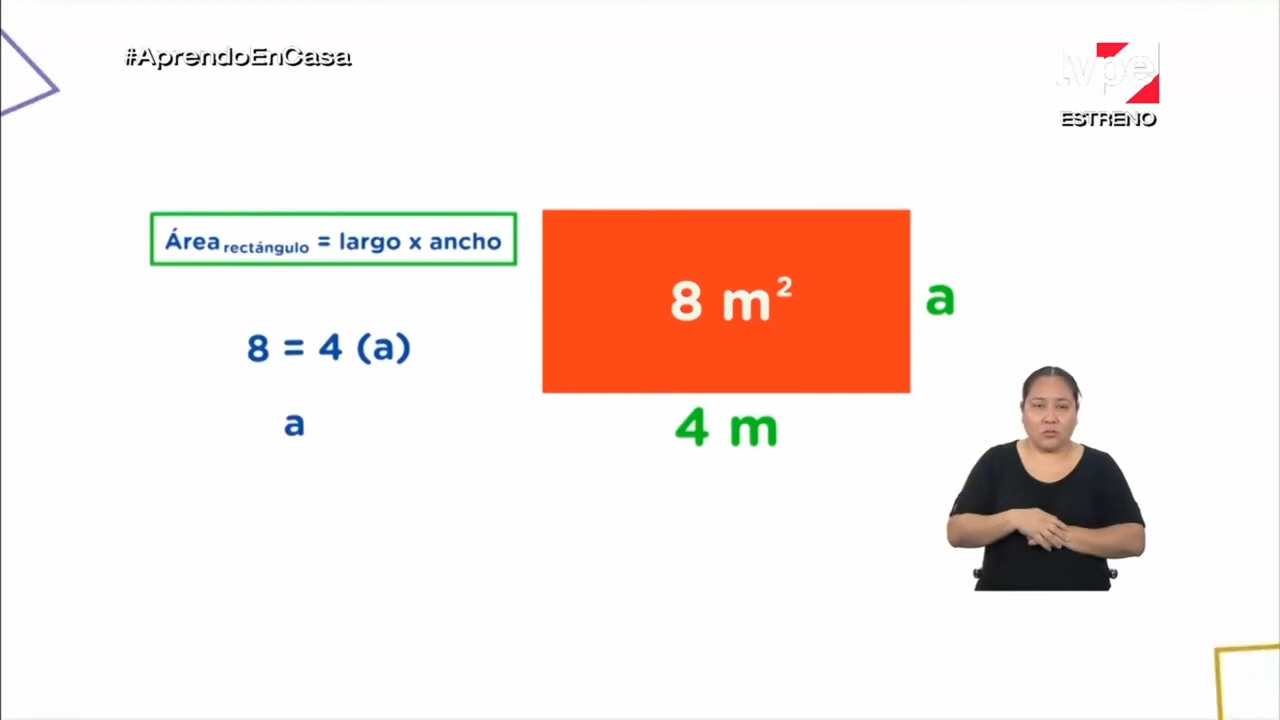 #AprendoEnCasa
tvpe
ESTRENO
Área rectángulo = largo x ancho
8 m²
a
8 = 4 (a)
a
4 m